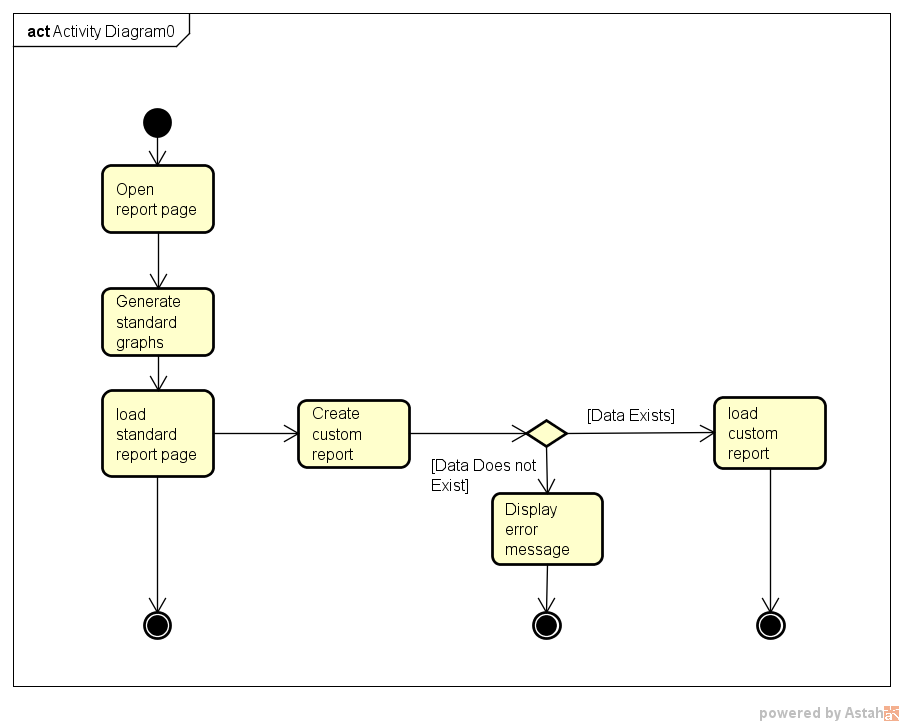 act Activity Diagram0
Open
report page
Generate
standard
graphs
load
standard
report page
Create
custom
report
[Data Does not
Exist]
[Data Exists]
load
custom
report
Display
error
message
powered by Astah